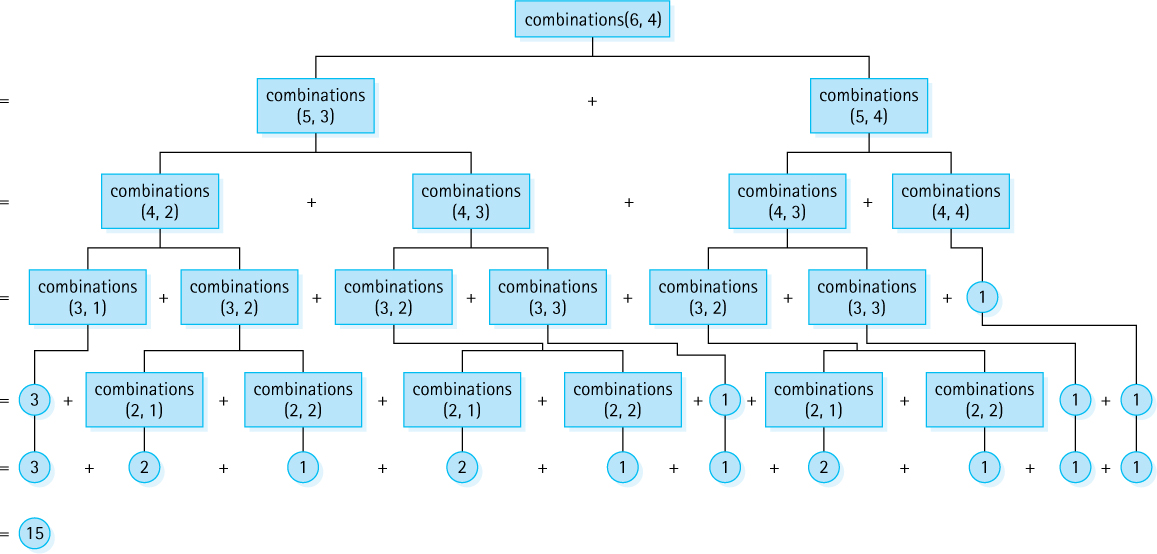 combinations(6, 4)
= combinations + combinations
(5, 3) (5, 4)
= combinations + combinations + combinations + combinations
(4, 2) (4, 3) (4, 3) (4, 4)
= combinations + combinations + combinations + combinations + combinations + combinations + 1
(3, 1) (3, 2) (3, 2) (3, 3) (3, 2) (3, 3)
= 3 + combinations + combinations + combinations + combinations + 1 + combinations + combinations 1 + 1
(2, 1) (2, 2) (2, 1) (2, 2) (2, 1) (2, 2)
= 3 + 2 + 1 + 2 + 1 + 1 + 2 + 1 + 1 + 1
= 15